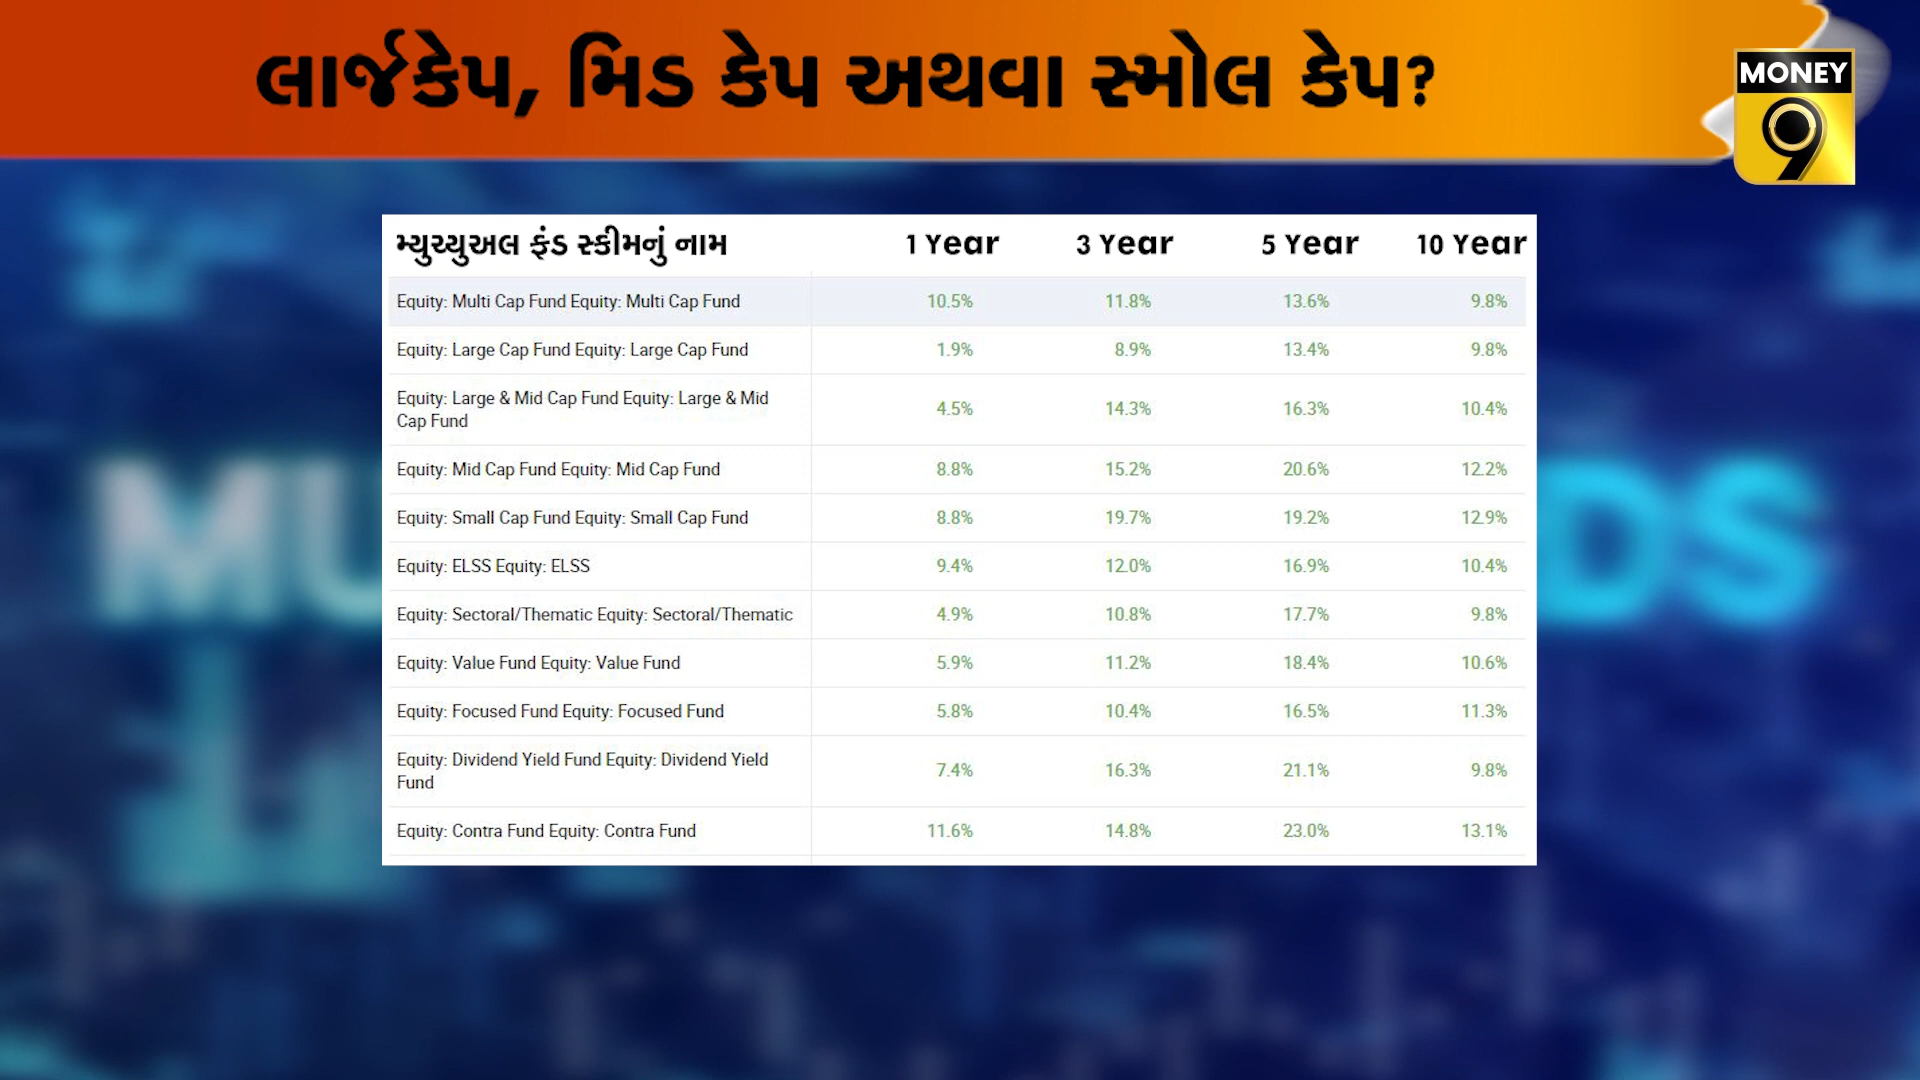 લાર્જકેપ, મિડ કેપ અથવા સ્મોલ કેપ?
MONEY
9
મ્યુચ્યુઅલ ફંડ સ્કીમનું નામ 1 Year 3 Year 5 Year 10 Year
Equity: Multi Cap Fund Equity: Multi Cap Fund 10.5% 11.8% 13.6% 9.8%
Equity: Large Cap Fund Equity: Large Cap Fund 1.9% 8.9% 13.4% 9.8%
Equity: Large & Mid Cap Fund Equity: Large & Mid
Cap Fund 4.5% 14.3% 16.3% 10.4%
Equity: Mid Cap Fund Equity: Mid Cap Fund 8.8% 15.2% 20.6% 12.2%
Equity: Small Cap Fund Equity: Small Cap Fund 8.8% 19.7% 19.2% 12.9%
Equity: ELSS Equity: ELSS 9.4% 12.0% 16.9% 10.4%
Equity: Sectoral/Thematic Equity: Sectoral/Thematic 4.9% 10.8% 17.7% 9.8%
Equity: Value Fund Equity: Value Fund 5.9% 11.2% 18.4% 10.6%
Equity: Focused Fund Equity: Focused Fund 5.8% 10.4% 16.5% 11.3%
Equity: Dividend Yield Fund Equity: Dividend Yield
Fund 7.4% 16.3% 21.1% 9.8%
Equity: Contra Fund Equity: Contra Fund 11.6% 14.8% 23.0% 13.1%
MU
DS